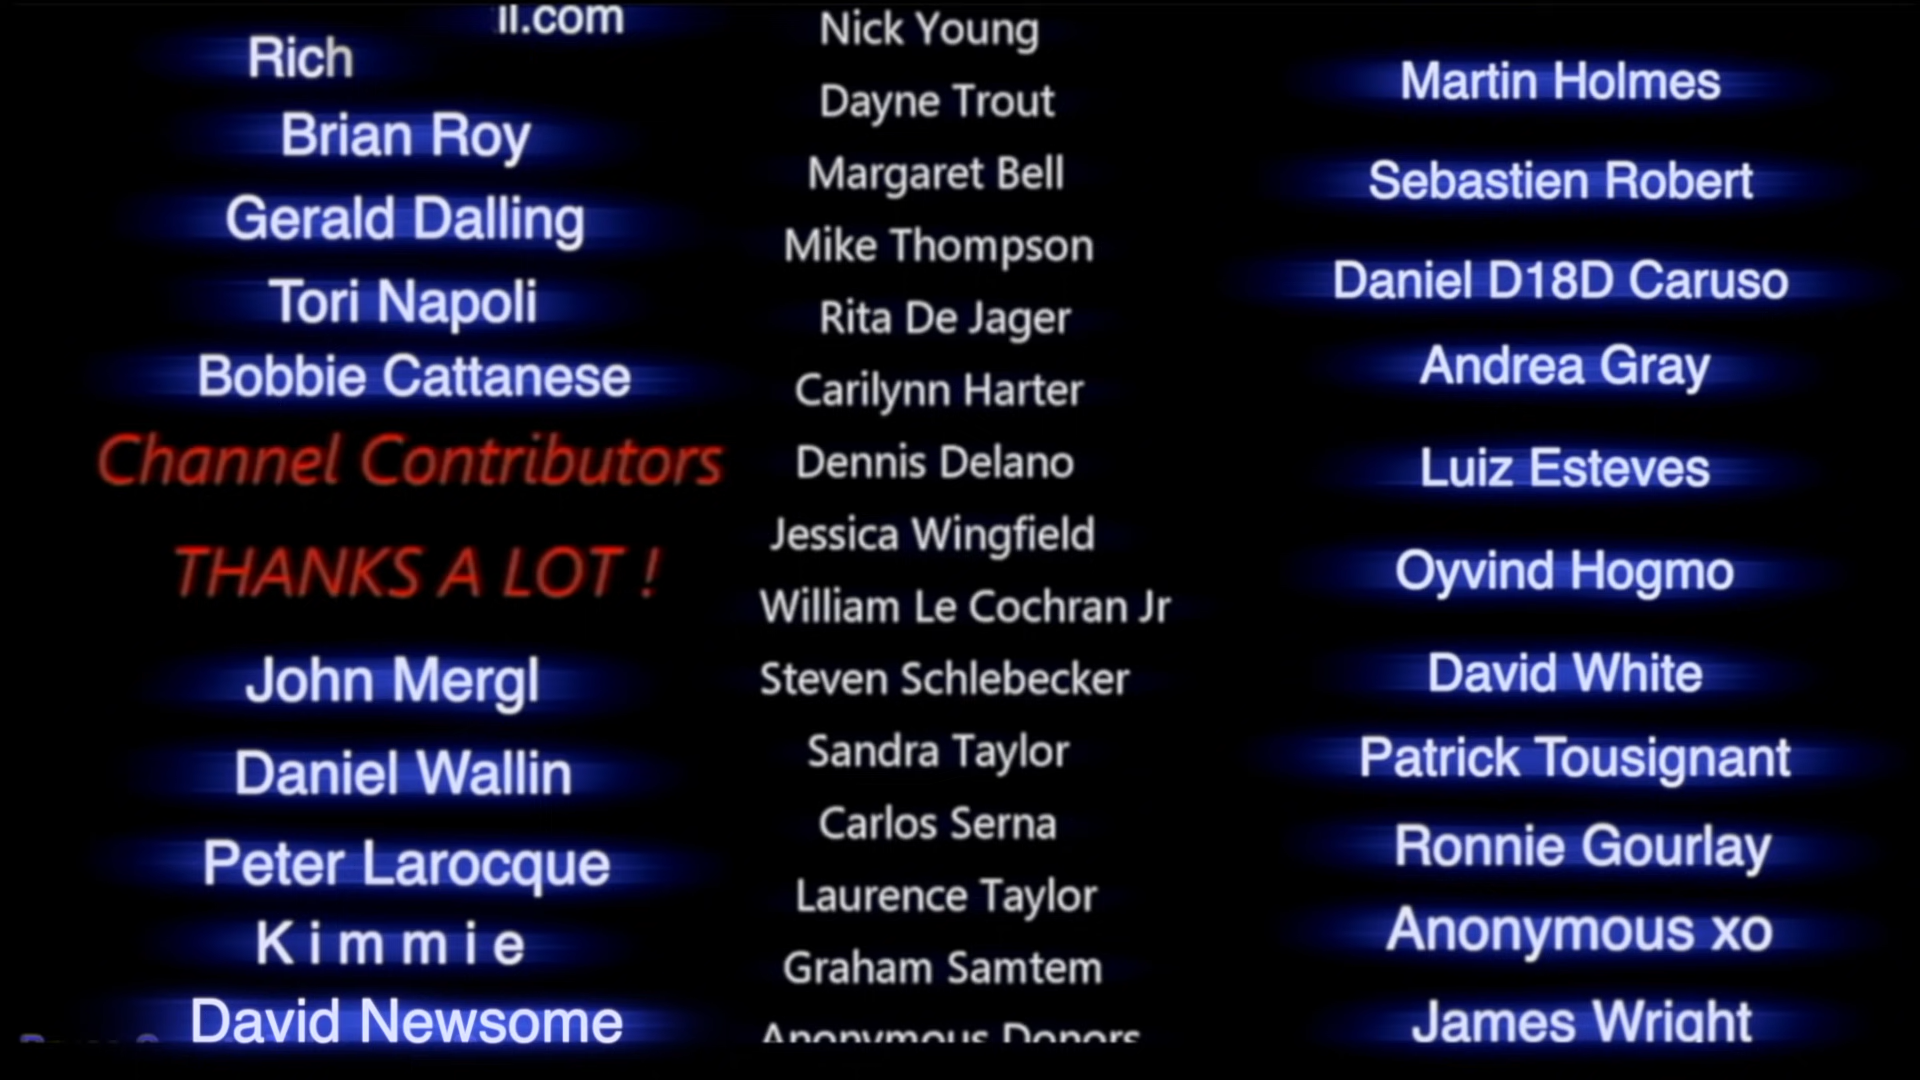 il.com
Rich
Brian Roy
Gerald Dalling
Tori Napoli
Bobbie Cattanese
Channel Contributors
THANKS A LOT !
John Mergl
Daniel Wallin
Peter Larocque
K i m m i e
David Newsome
Nick Young
Dayne Trout
Margaret Bell
Mike Thompson
Rita De Jager
Carilynn Harter
Dennis Delano
Jessica Wingfield
William Le Cochran Jr
Steven Schlebecker
Sandra Taylor
Carlos Serna
Laurence Taylor
Graham Samtem
Anonymous Donors
Martin Holmes
Sebastien Robert
Daniel D18D Caruso
Andrea Gray
Luiz Esteves
Oyvind Hogmo
David White
Patrick Tousignant
Ronnie Gourlay
Anonymous xo
James Wright